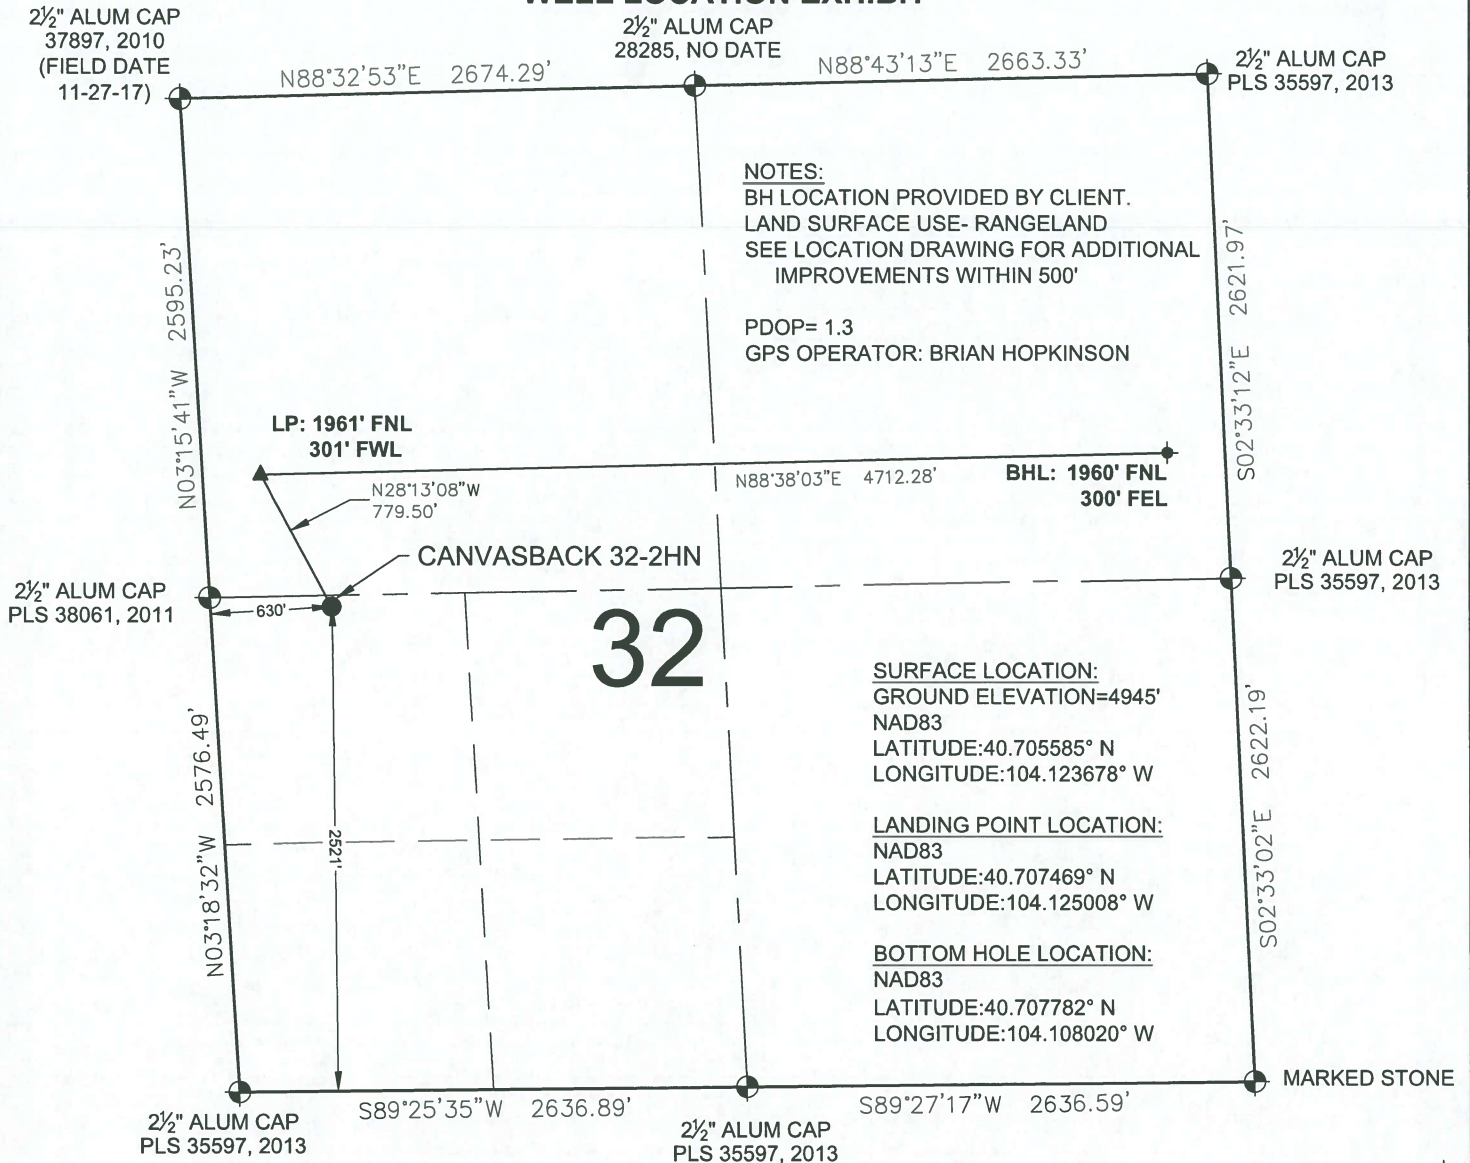 WELL LOCATION EXHIBIT
2½" ALUM CAP
37897, 2010
(FIELD DATE
11-27-17)
2½" ALUM CAP
28285, NO DATE
2½" ALUM CAP
PLS 35597, 2013
N88°32'53"E 2674.29'
N88°43'13"E 2663.33'
NOTES:
BH LOCATION PROVIDED BY CLIENT.
LAND SURFACE USE- RANGELAND
SEE LOCATION DRAWING FOR ADDITIONAL
IMPROVEMENTS WITHIN 500'
PDOP= 1.3
GPS OPERATOR: BRIAN HOPKINSON
N03°15'41"W 2595.23'
S02°33'12"E 2621.97'
LP: 1961' FNL
301' FWL
N28°13'08"W
779.50'
N88°38'03"E 4712.28'
BHL: 1960' FNL
300' FEL
CANVASBACK 32-2HN
2½" ALUM CAP
PLS 38061, 2011
630'
2½" ALUM CAP
PLS 35597, 2013
32
SURFACE LOCATION:
GROUND ELEVATION=4945'
NAD83
LATITUDE:40.705585° N
LONGITUDE:104.123678° W
LANDING POINT LOCATION:
NAD83
LATITUDE:40.707469° N
LONGITUDE:104.125008° W
BOTTOM HOLE LOCATION:
NAD83
LATITUDE:40.707782° N
LONGITUDE:104.108020° W
N03°18'32"W 2576.49'
2521'
S02°33'02"E 2622.19'
MARKED STONE
S89°25'35"W 2636.89'
S89°27'17"W 2636.59'
2½" ALUM CAP
PLS 35597, 2013
2½" ALUM CAP
PLS 35597, 2013